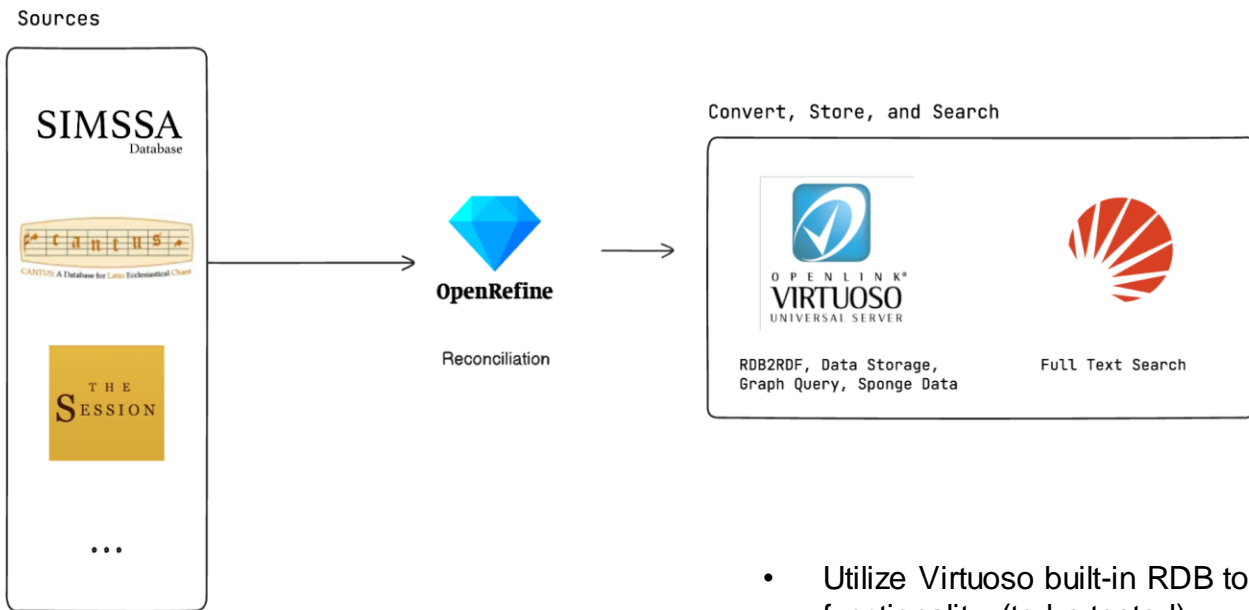 Sources
SIMSSA
Database
cantus
CANTUS: A Database for Latin Ecclesiastical Chant
THE
SESSION
...
OpenRefine
Reconciliation
Convert, Store, and Search
OPENLINK®
VIRTUOSO
UNIVERSAL SERVER
RDB2RDF, Data Storage,
Graph Query, Sponge Data
Full Text Search
• Utilize Virtuoso built-in RDB to